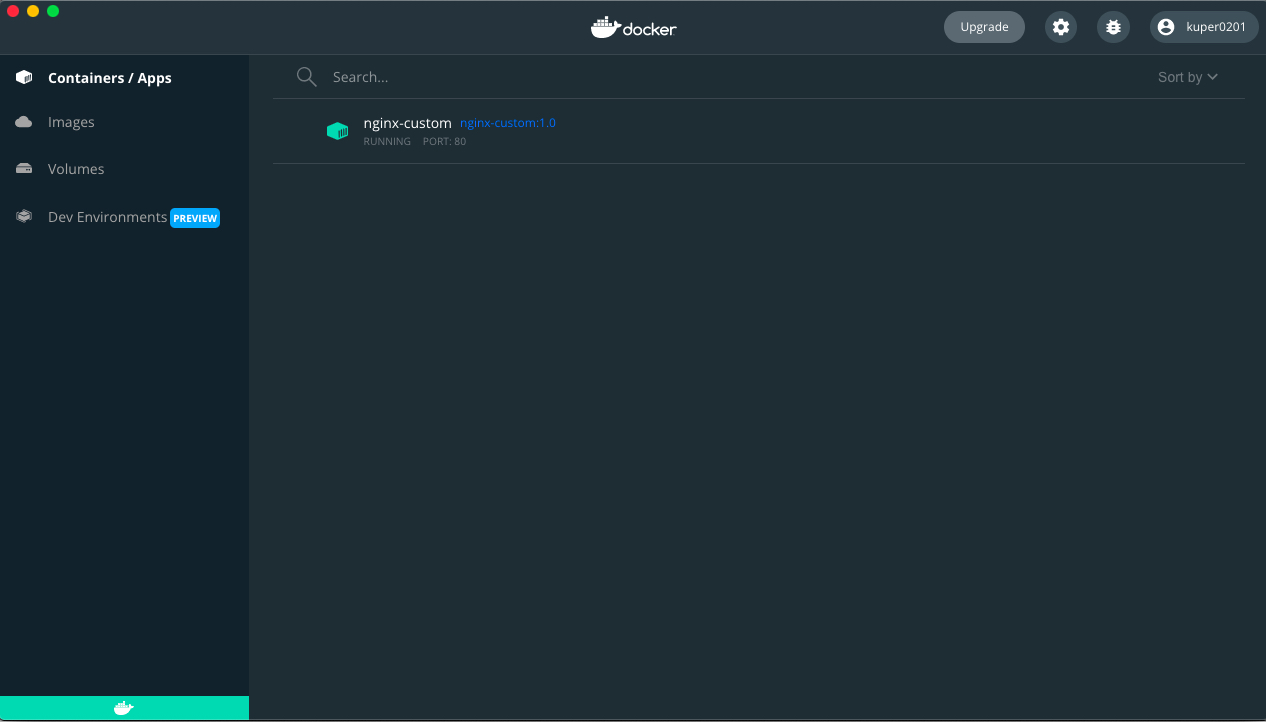 docker
Upgrade
kuper0201
Containers / Apps
Images
Volumes
Dev Environments PREVIEW
Search...
Sort by
nginx-custom nginx-custom:1.0
RUNNING PORT: 80